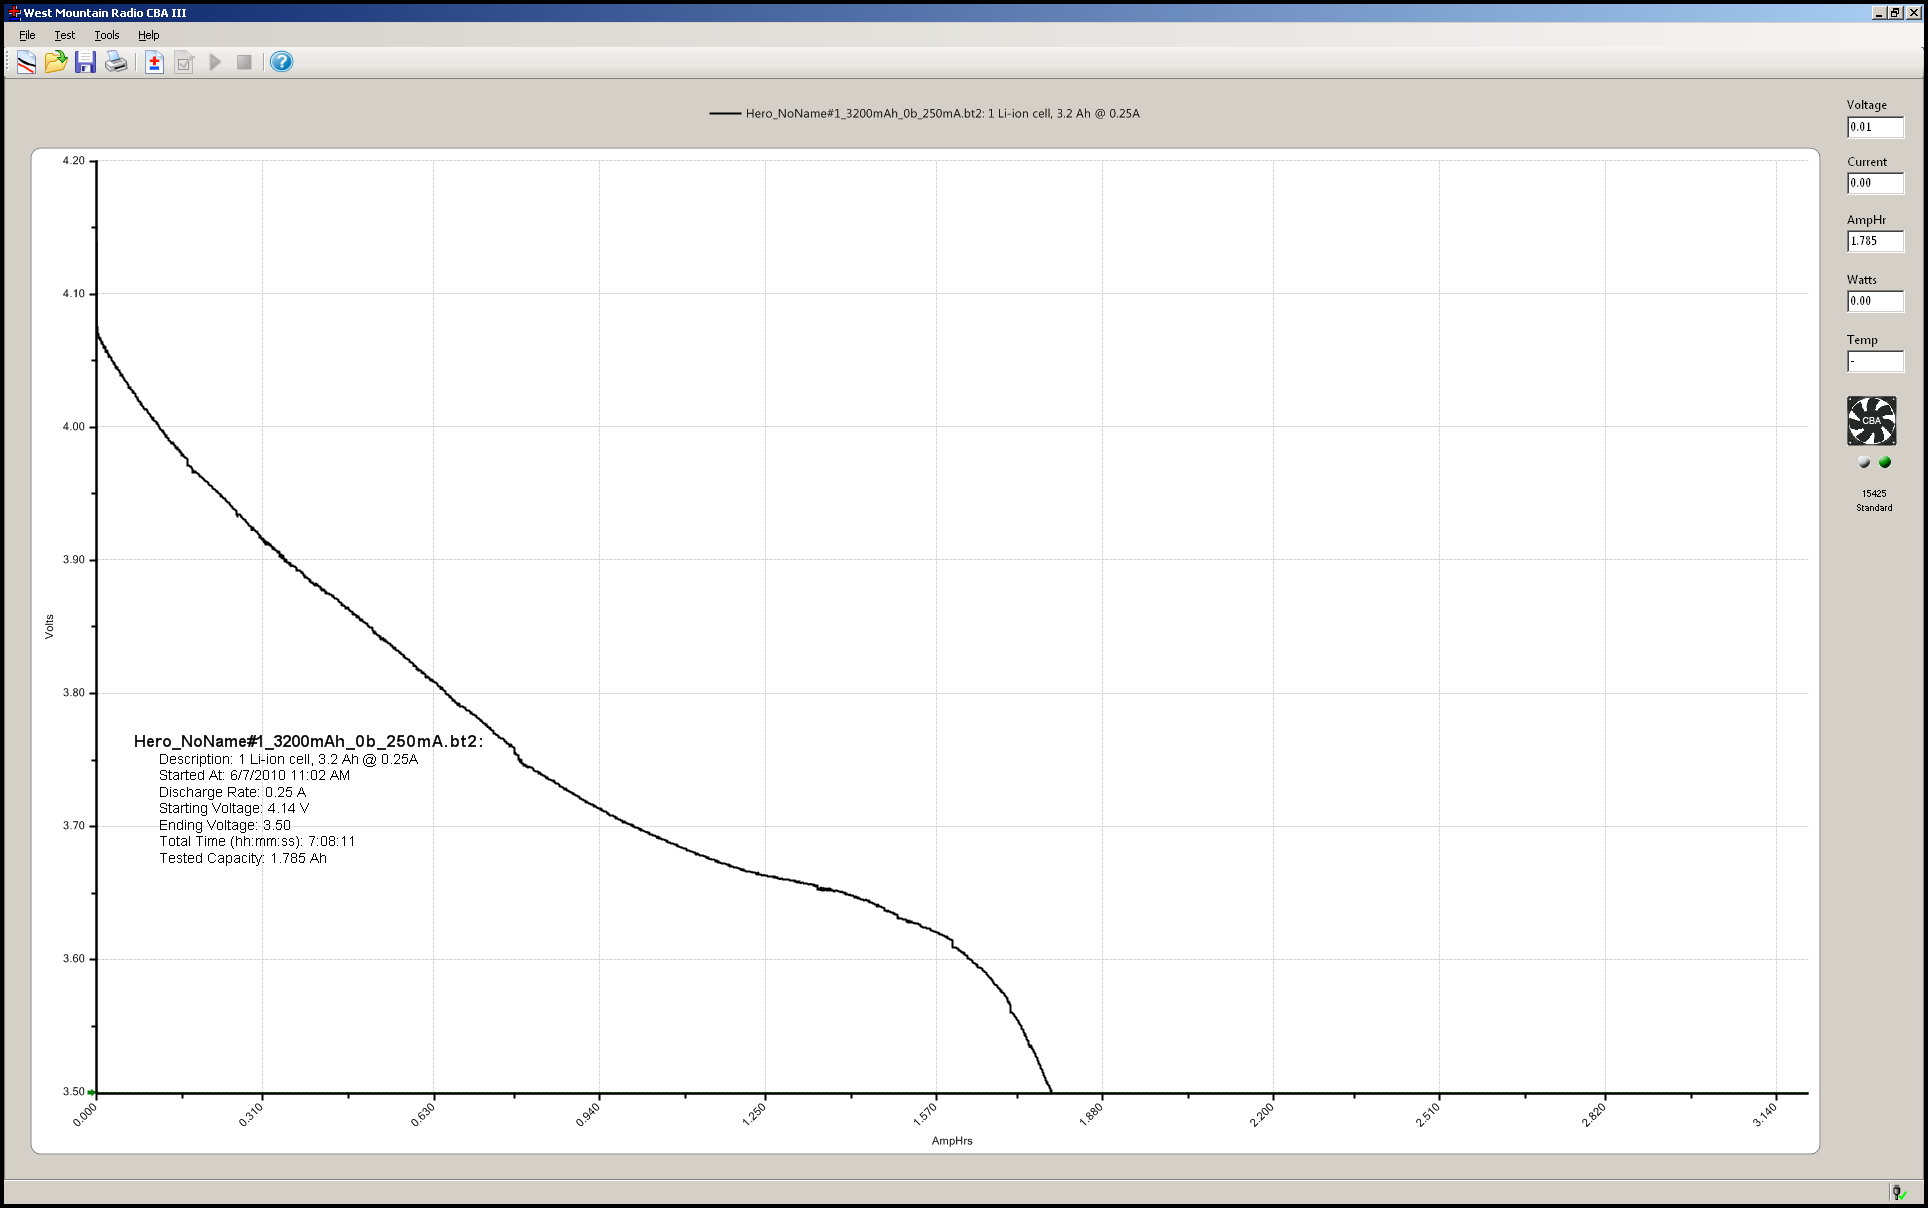 West Mountain Radio CBA III
File Test Tools Help
Hero_NoName#1_3200mAh_0b_250mA.bt2: 1 Li-ion cell, 3.2 Ah @ 0.25A
Voltage
0.01
Current
0.00
AmpHr
1.785
Watts
0.00
Temp
-
CBA
15425
Standard
4.20
4.10
4.00
3.90
3.80
3.70
3.60
3.50
Volts
Hero_NoName#1_3200mAh_0b_250mA.bt2:
Description: 1 Li-ion cell, 3.2 Ah @ 0.25A
Started At: 6/7/2010 11:02 AM
Discharge Rate: 0.25 A
Starting Voltage: 4.14 V
Ending Voltage: 3.50
Total Time (hh:mm:ss): 7:08:11
Tested Capacity: 1.785 Ah
0.000 0.310 0.630 0.940 1.250 1.570 1.880 2.200 2.510 2.820 3.140
AmpHrs